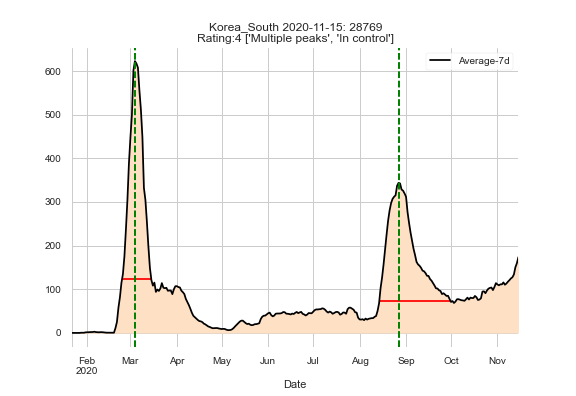 Korea_South 2020-11-15: 28769
Rating:4 ['Multiple peaks', 'In control']
Average-7d
600
500
400
300
200
100
0
Feb Mar Apr May Jun Jul Aug Sep Oct Nov
2020
Date